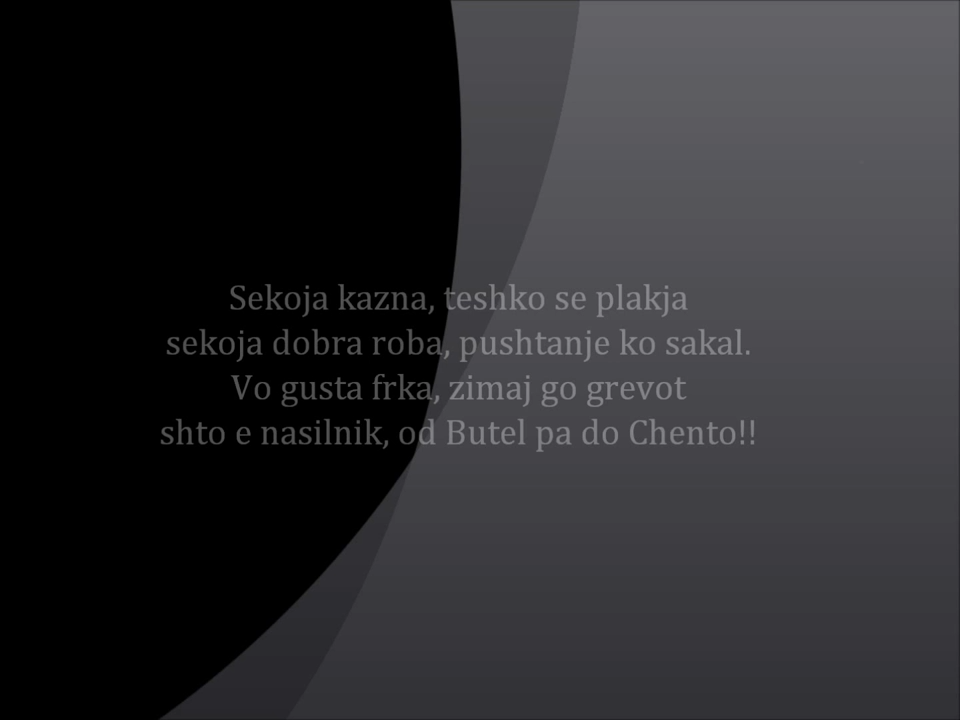 Sekoja kazna, teshko se plakja
sekoja dobra roba, pushtanje ko sakal.
Vo gusta frka, zimaj go grevot
shto e nasilnik, od Butel pa do Chento!!